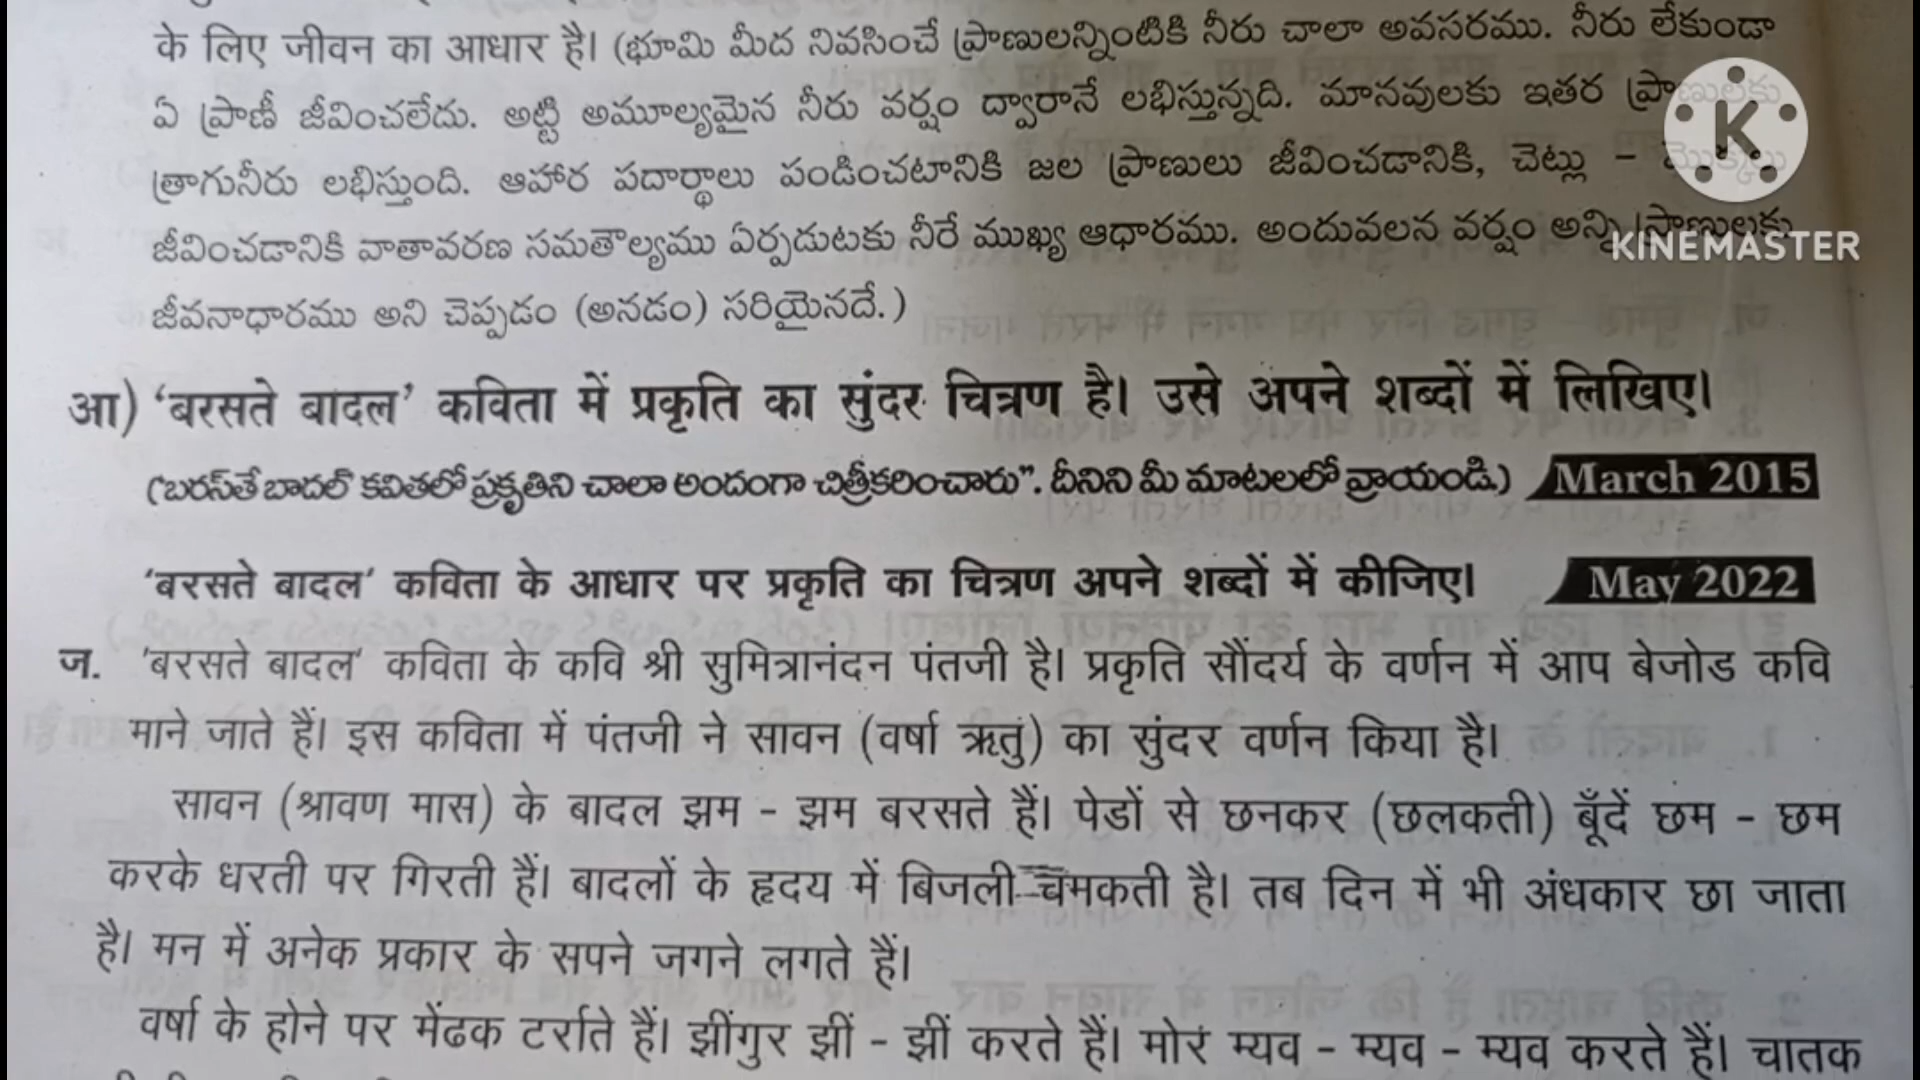 के लिए जीवन का आधार है। (భూమి మీద నివసించే ప్రాణులన్నింటికి నీరు చాలా అవసరము. నీరు లేకుండా
ఏ ప్రాణీ జీవించలేదు. అట్టి అమూల్యమైన నీరు వర్షం ద్వారానే లభిస్తున్నది. మానవులకు ఇతర
త్రాగునీరు లభిస్తుంది. ఆహార పదార్థాలు పండించటానికి జల ప్రాణులు జీవించడానికి, చెట్లు –
K
జీవించడానికి వాతావరణ సమతౌల్యము ఏర్పడుటకు నీరే ముఖ్య ఆధారము. అందువలన వర్షం అన్ని
KINEMASTER
జీవనాధారము అని చెప్పడం (అనడం) సరియైనదే.)
आ) ‘बरसते बादल’ कविता में प्रकृति का सुंदर चित्रण है। उसे अपने शब्दों में लिखिए।
(బరస్‌తే బాదల్ కవితలో ప్రకృతిని చాలా అందంగా చిత్రీకరించారు”. దీనిని మీ మాటలలో వ్రాయండి.) March 2015
‘बरसते बादल’ कविता के आधार पर प्रकृति का चित्रण अपने शब्दों में कीजिए। May 2022
ज. ‘बरसते बादल’ कविता के कवि श्री सुमित्रानंदन पंतजी है। प्रकृति सौंदर्य के वर्णन में आप बेजोड कवि
माने जाते हैं। इस कविता में पंतजी ने सावन (वर्षा ऋतु) का सुंदर वर्णन किया है।
सावन (श्रावण मास) के बादल झम - झम बरसते हैं। पेडों से छनकर (छलकती) बूँदें छम - छम
करके धरती पर गिरती हैं। बादलों के हृदय में बिजली चमकती है। तब दिन में भी अंधकार छा जाता
है। मन में अनेक प्रकार के सपने जगने लगते हैं।
वर्षा के होने पर मेंढक टर्राते हैं। झींगुर झीं - झीं करते हैं। मोर म्यव - म्यव - म्यव करते हैं। चातक